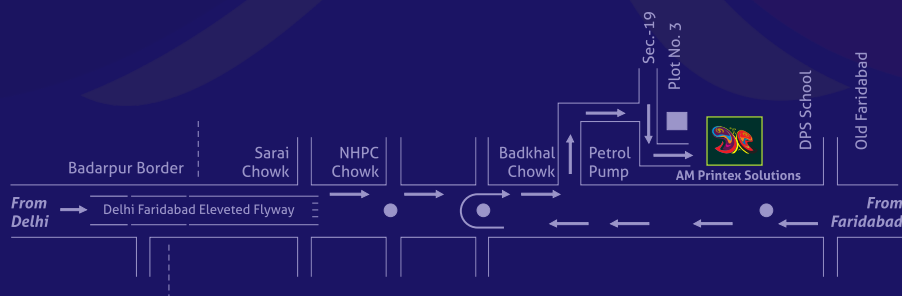 Sec.-19
Plot No. 3
DPS School
Old Faridabad
Badarpur Border
Sarai
Chowk
NHPC
Chowk
Badkhal
Chowk
Petrol
Pump
AM Printex Solutions
From
Delhi
Delhi Faridabad Eleveted Flyway
From
Faridabad